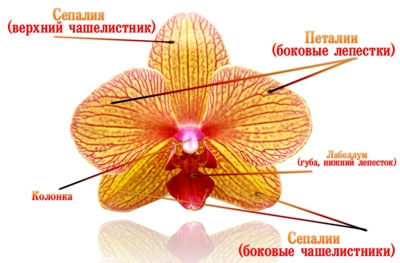 Сепалия
(верхний чашелистник)
Петалии
(боковые лепестки)
Лабеллум
(губа, нижний лепесток)
Колонка
Сепалии
(боковые чашелистники)